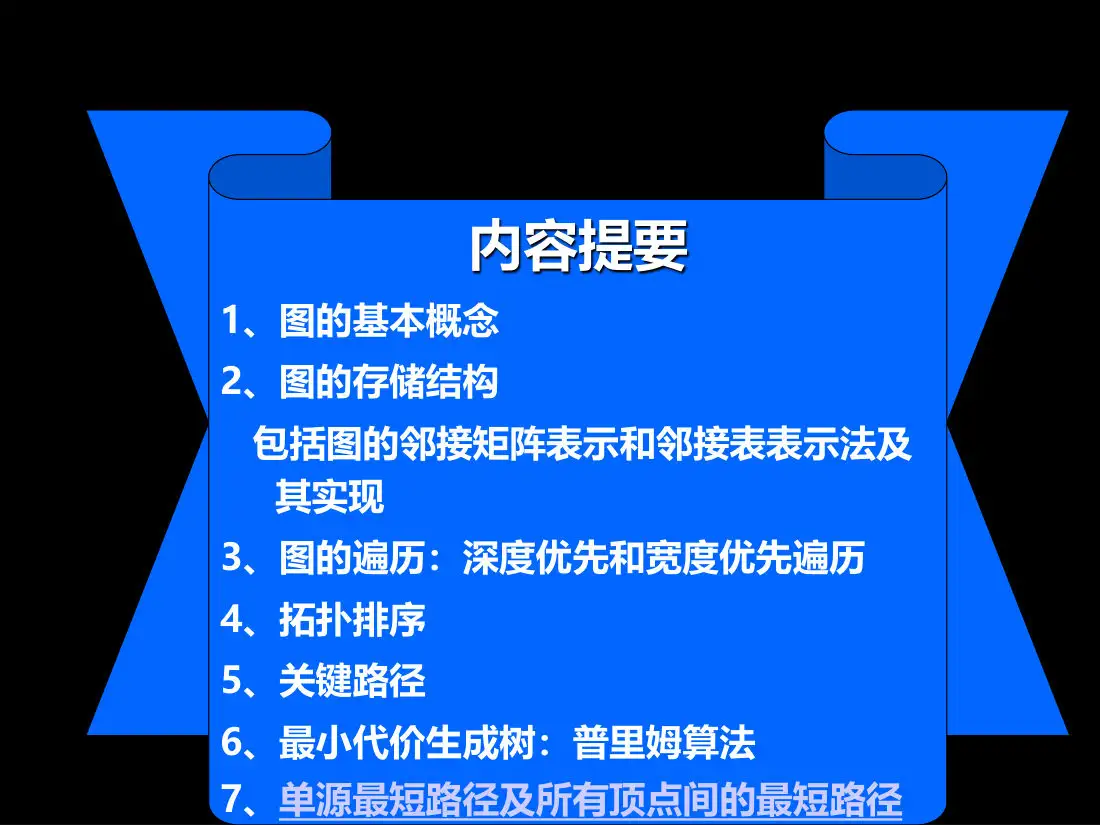 内容提要
1、图的基本概念
2、图的存储结构
包括图的邻接矩阵表示和邻接表表示法及
其实现
3、图的遍历：深度优先和宽度优先遍历
4、拓扑排序
5、关键路径
6、最小代价生成树：普里姆算法
7、单源最短路径及所有顶点间的最短路径